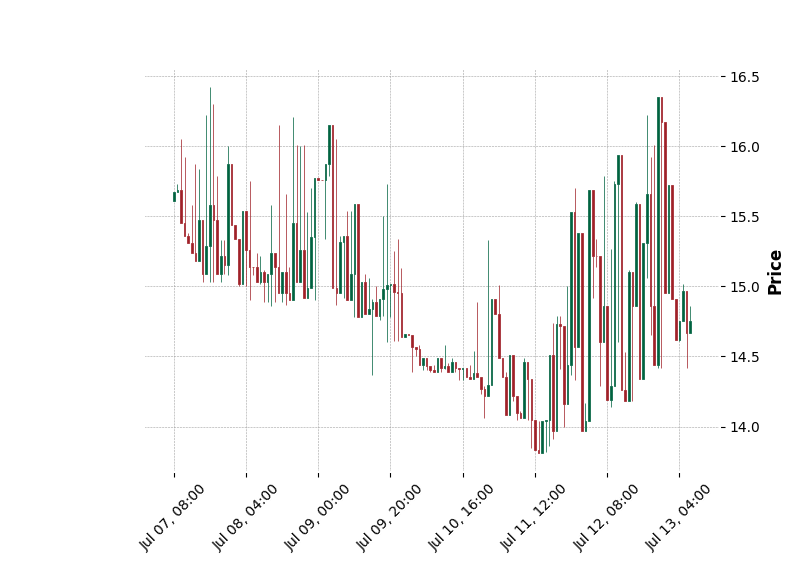 16.5
16.0
15.5
15.0
14.5
14.0
Price
Jul 07, 08:00
Jul 08, 04:00
Jul 09, 00:00
Jul 09, 20:00
Jul 10, 16:00
Jul 11, 12:00
Jul 12, 08:00
Jul 13, 04:00